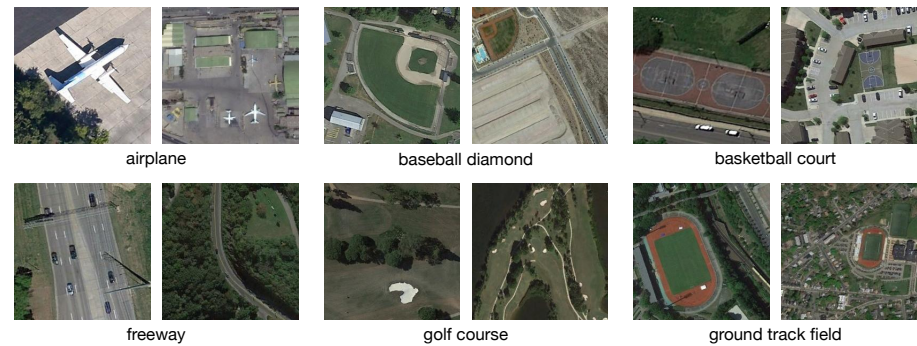 airplane
baseball diamond
basketball court
freeway
golf course
ground track field